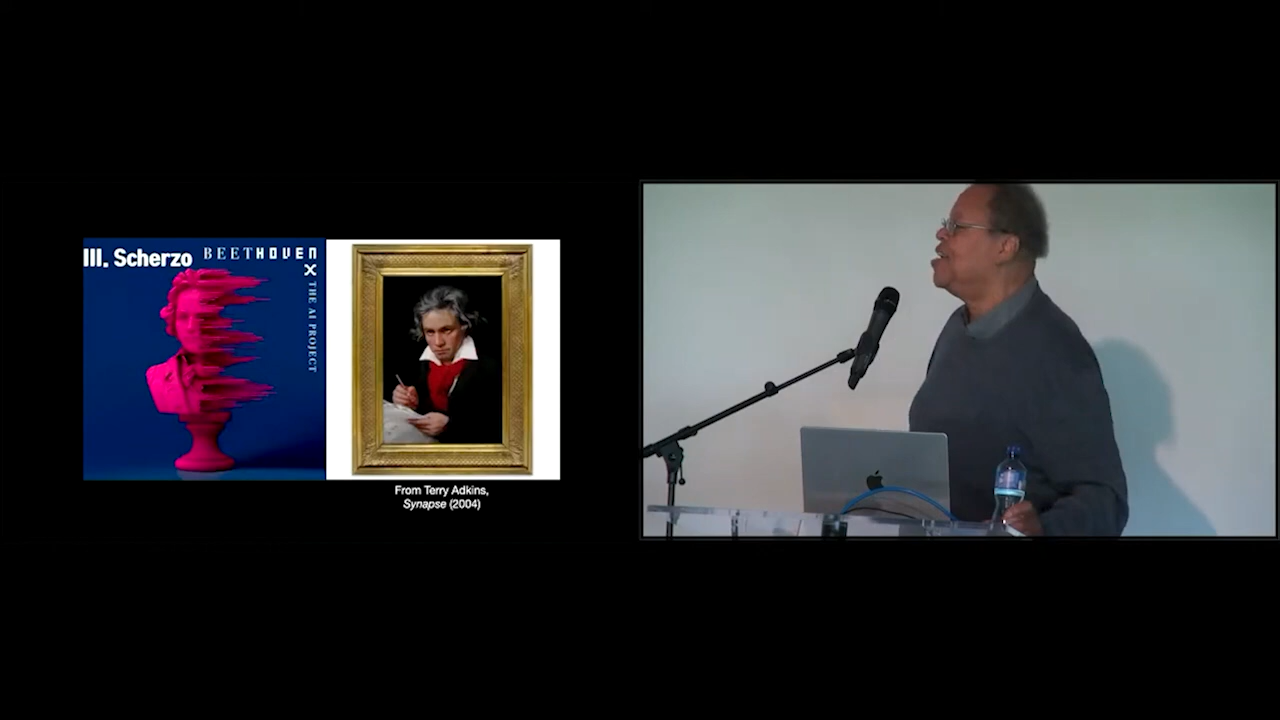 III. Scherzo
BEETHOVEN
X
THE AI PROJECT
From Terry Adkins,
Synapse (2004)